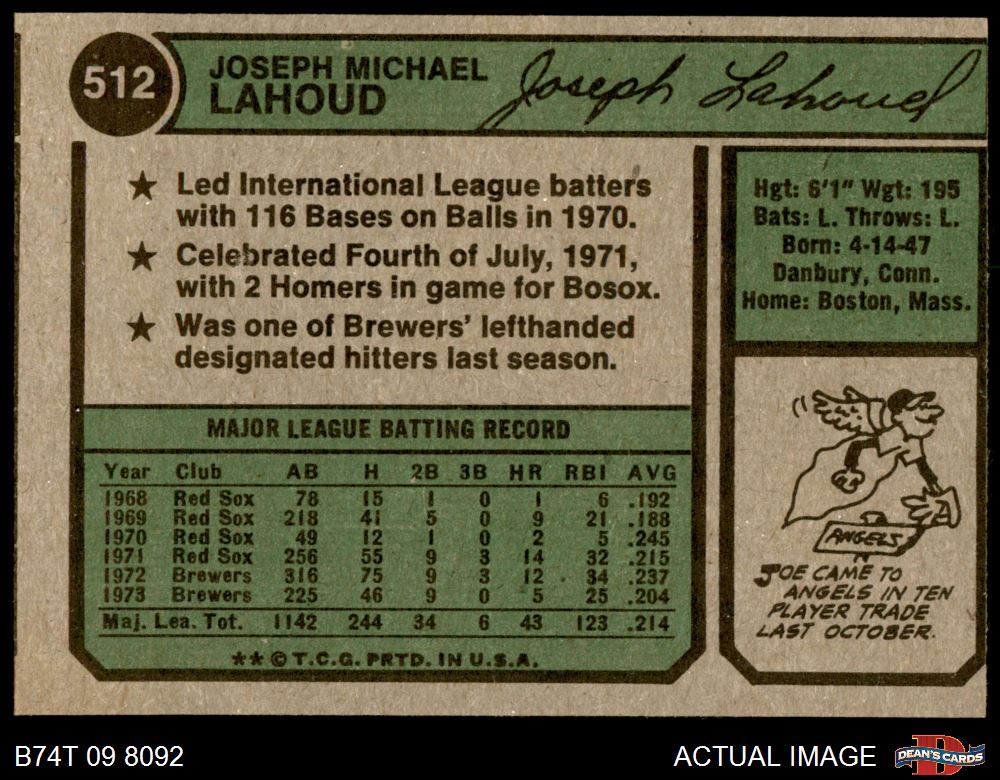 512
JOSEPH MICHAEL
LAHOUD
Joseph Lahoud
★ Led International League batters
with 116 Bases on Balls in 1970.
★ Celebrated Fourth of July, 1971,
with 2 Homers in game for Bosox.
★ Was one of Brewers' lefthanded
designated hitters last season.
Hgt: 6'1" Wgt: 195
Bats: L. Throws: L.
Born: 4-14-47
Danbury, Conn.
Home: Boston, Mass.
MAJOR LEAGUE BATTING RECORD
Year Club AB H 2B 3B HR RBI AVG
1968 Red Sox 78 15 1 0 1 6 .192
1969 Red Sox 218 41 5 0 9 21 .188
1970 Red Sox 49 12 1 0 2 5 .245
1971 Red Sox 256 55 9 3 14 32 .215
1972 Brewers 316 75 9 3 12 34 .237
1973 Brewers 225 46 9 0 5 25 .204
Maj. Lea. Tot. 1142 244 34 6 43 123 .214
** © T.C.G. PRTD. IN U.S.A.
ANGELS
JOE CAME TO
ANGELS IN TEN
PLAYER TRADE
LAST OCTOBER.
B74T 09 8092
ACTUAL IMAGE
D
DEAN'S CARDS